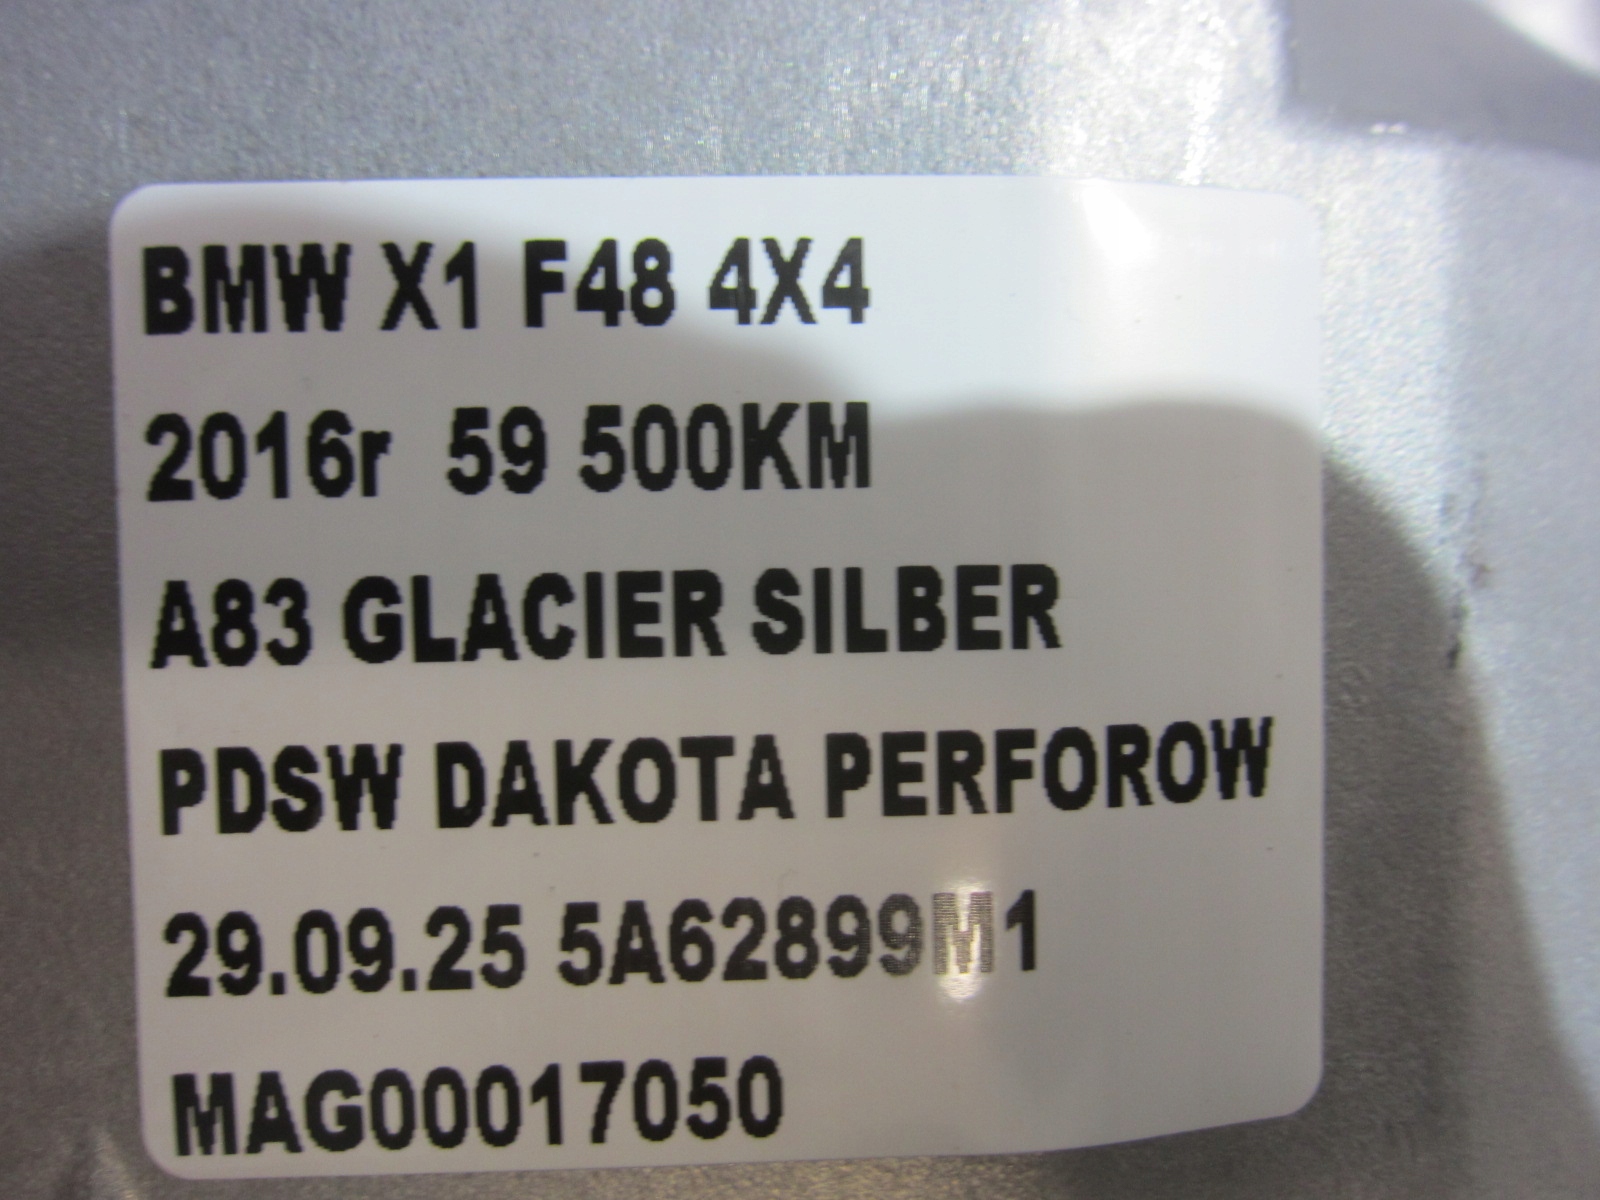 BMW X1 F48 4X4
2016r 59 500KM
A83 GLACIER SILBER
PDSW DAKOTA PERFOROW
29.09.25 5A62899M1
MAG00017050